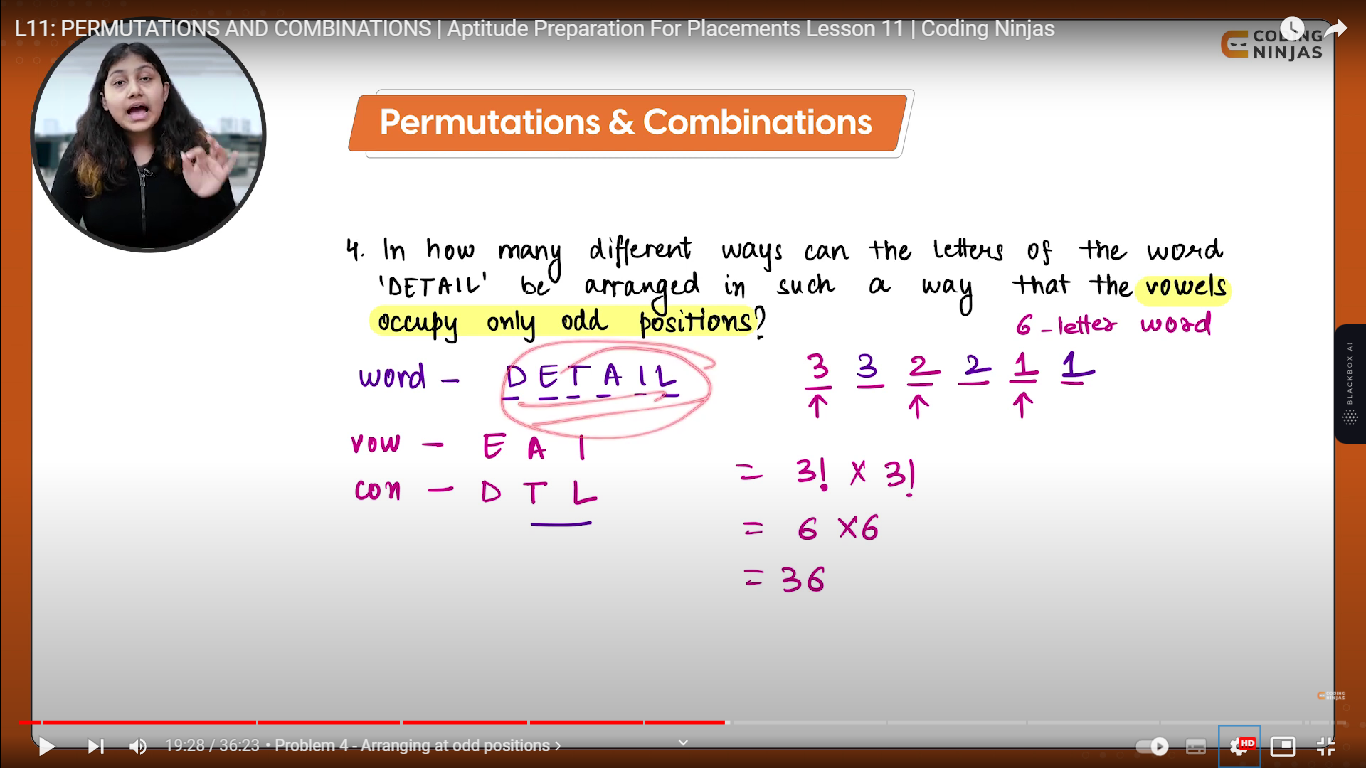 L11: PERMUTATIONS AND COMBINATIONS | Aptitude Preparation For Placements Lesson 11 | Coding Ninjas
CODING
NINJAS
Permutations & Combinations
4. In how many different ways can the letters of the word
'DETAIL' be arranged in such a way that the vowels
occupy only odd positions?
6-letter word
word - D E T A I L
3 3 2 2 1 1
↑ ↑ ↑
vow - E A I
con - D T L
= 3! × 3!
= 6 × 6
= 36
BLACKBOX AI
CODING
NINJAS
19:28 / 36:23 • Problem 4 - Arranging at odd positions >
HD